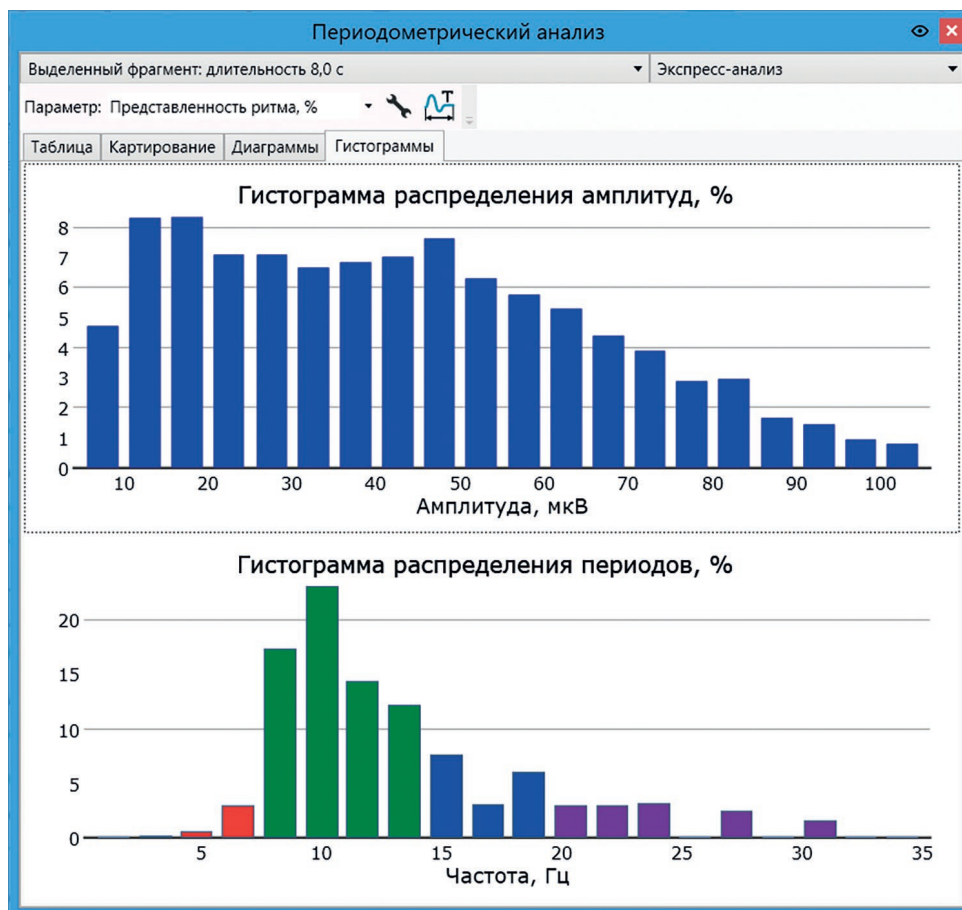 Периодометрический анализ
Выделенный фрагмент: длительность 8,0 с Экспресс-анализ
Параметр: Представленность ритма, % T
Таблица Картирование Диаграммы Гистограммы
Гистограмма распределения амплитуд, %
8
7
6
5
4
3
2
1
0
10 20 30 40 50 60 70 80 90 100
Амплитуда, мкВ
Гистограмма распределения периодов, %
20
15
10
5
0
5 10 15 20 25 30 35
Частота, Гц